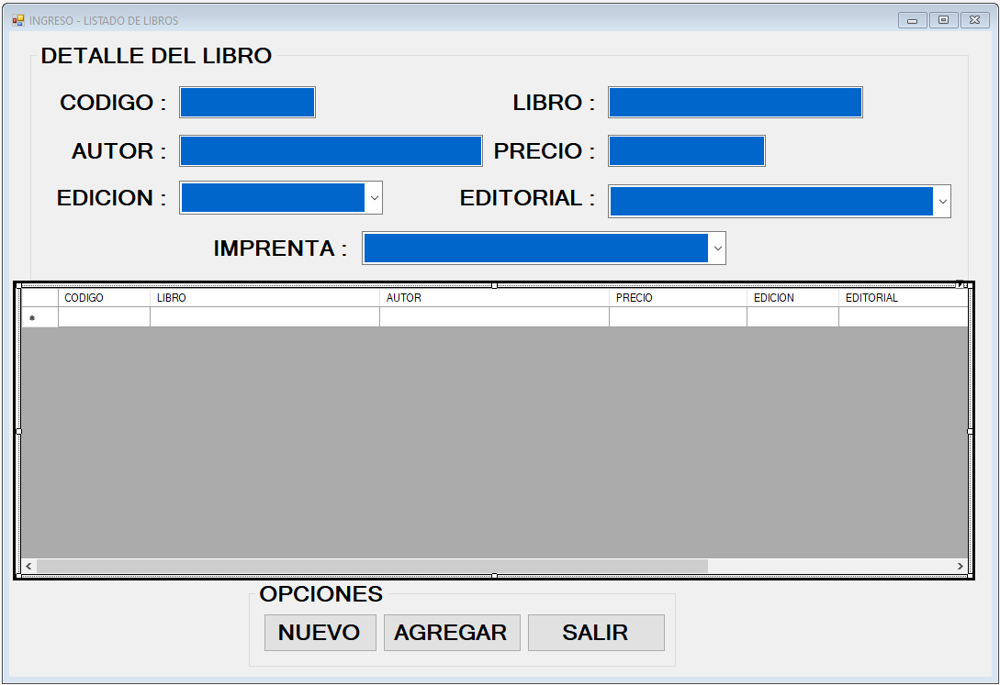 INGRESO - LISTADO DE LIBROS
DETALLE DEL LIBRO
CODIGO : LIBRO :
AUTOR : PRECIO :
EDICION : EDITORIAL :
IMPRENTA :
CODIGO LIBRO AUTOR PRECIO EDICION EDITORIAL
OPCIONES
NUEVO AGREGAR SALIR